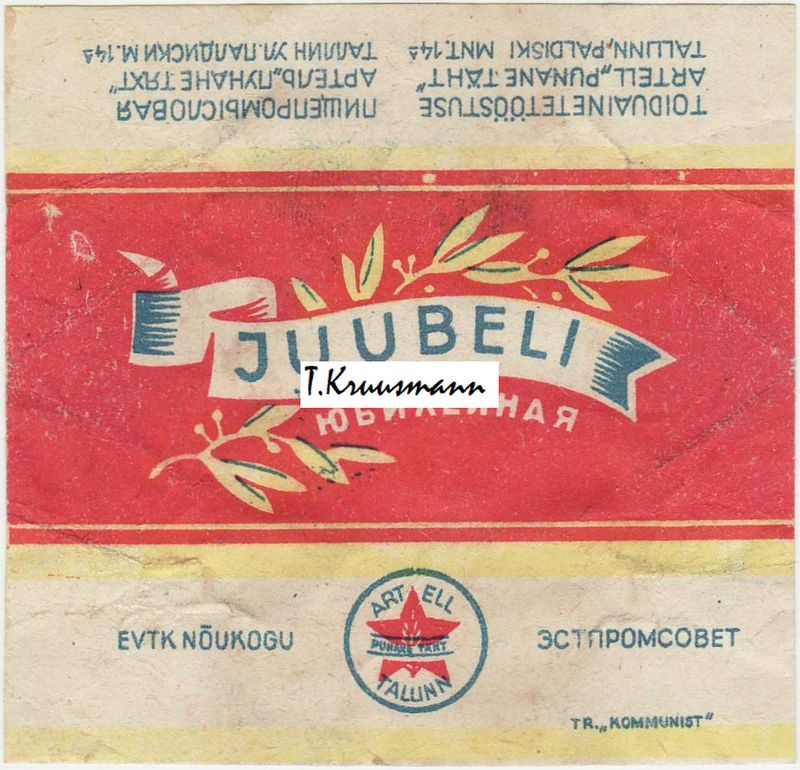 TOIDUAINETETÖÖSTUSE
ARTELL „PUNANE TÄHT"
TALLINN, PALDISKI MNT. 14a
ПИЩЕПРОМЫСЛОВАЯ
АРТЕЛЬ „ПУНАНЕ ТЯХТ"
ТАЛЛИН УЛ. ПАЛДИСКИ М. 14а
JUUBELI
T.Kruusmann
ЮБИЛЕЙНАЯ
EVTK NÕUKOGU
ARTELL
PUNANE TÄHT
TALLINN
ЭСТПРОМСОВЕТ
TR. „KOMMUNIST"